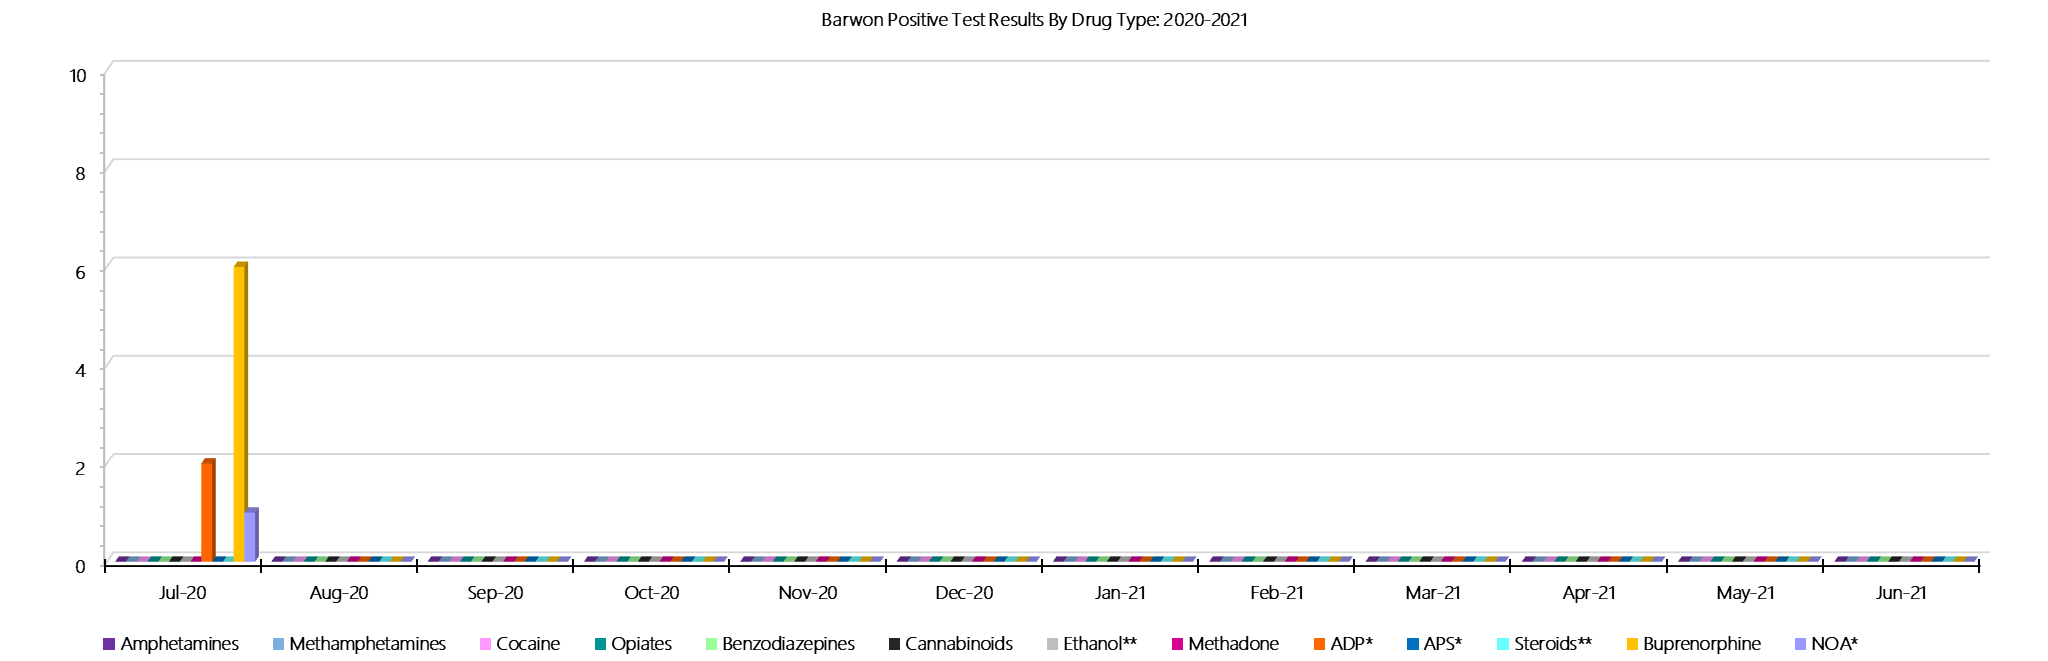 Barwon Positive Test Results By Drug Type: 2020-2021
10
8
6
4
2
0
Jul-20 Aug-20 Sep-20 Oct-20 Nov-20 Dec-20 Jan-21 Feb-21 Mar-21 Apr-21 May-21 Jun-21
Amphetamines Methamphetamines Cocaine Opiates Benzodiazepines Cannabinoids Ethanol** Methadone ADP* APS* Steroids** Buprenorphine NOA*